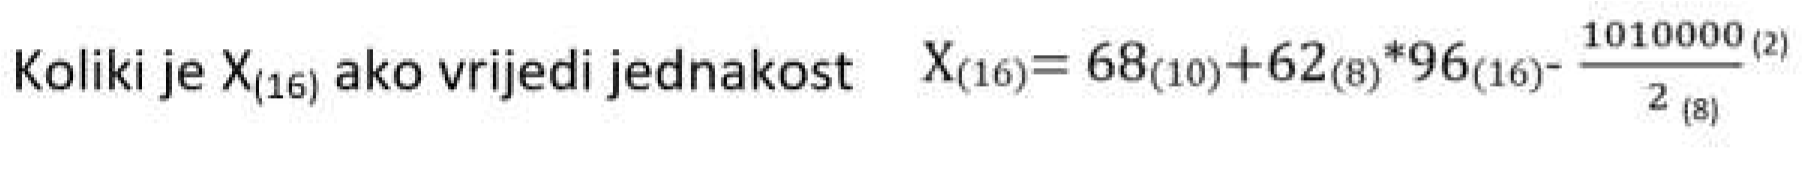 Koliki je X(16) ako vrijedi jednakost X(16)= 68(10)+62(8)*96(16)- 1010000 (2)
2 (8)